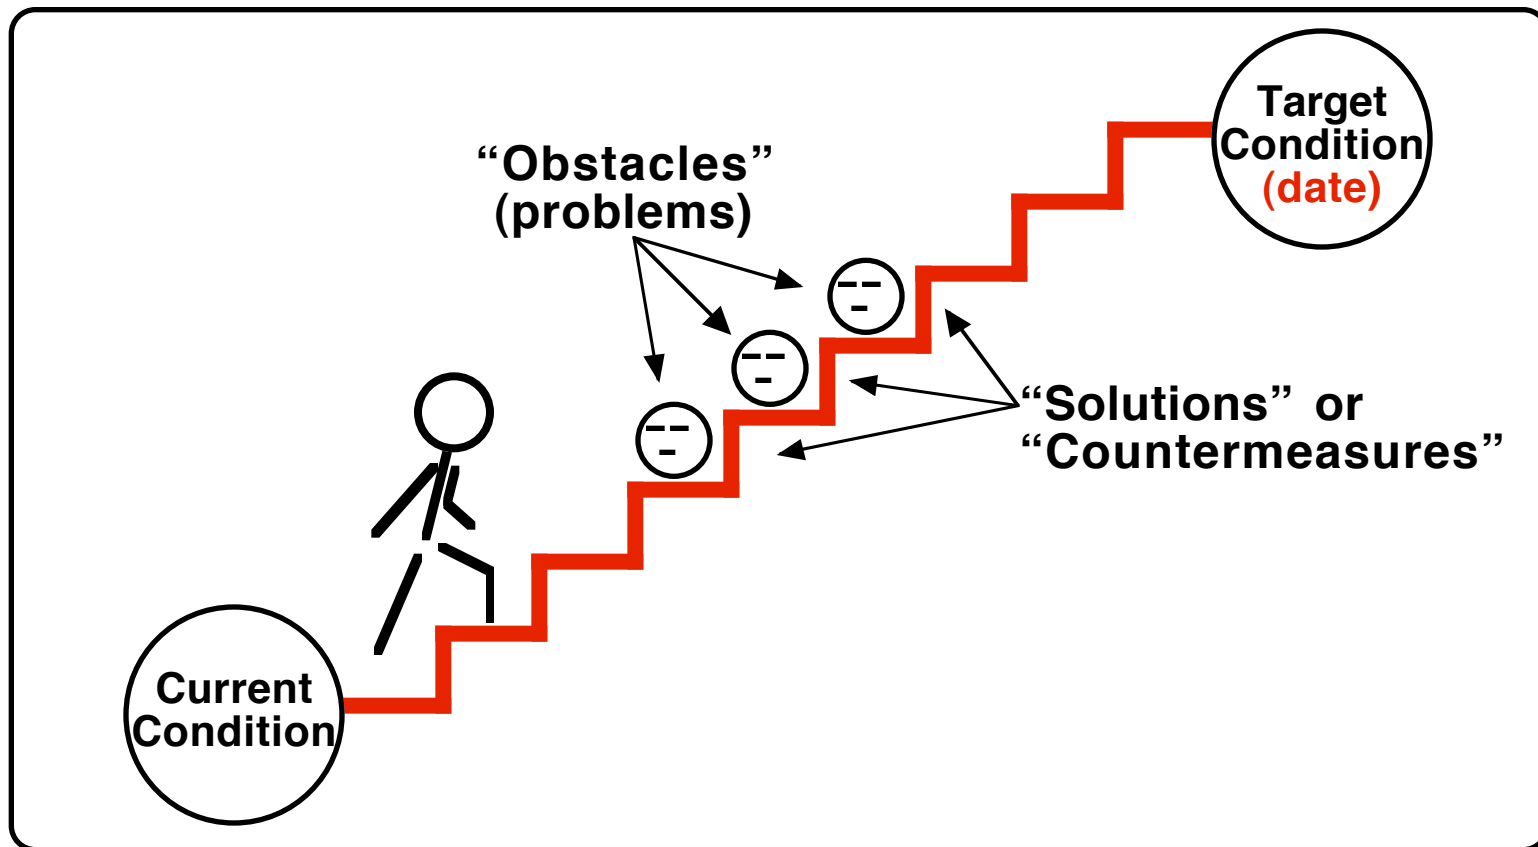 Target
Condition
(date)
“Obstacles”
(problems)
“Solutions” or
“Countermeasures”
Current
Condition